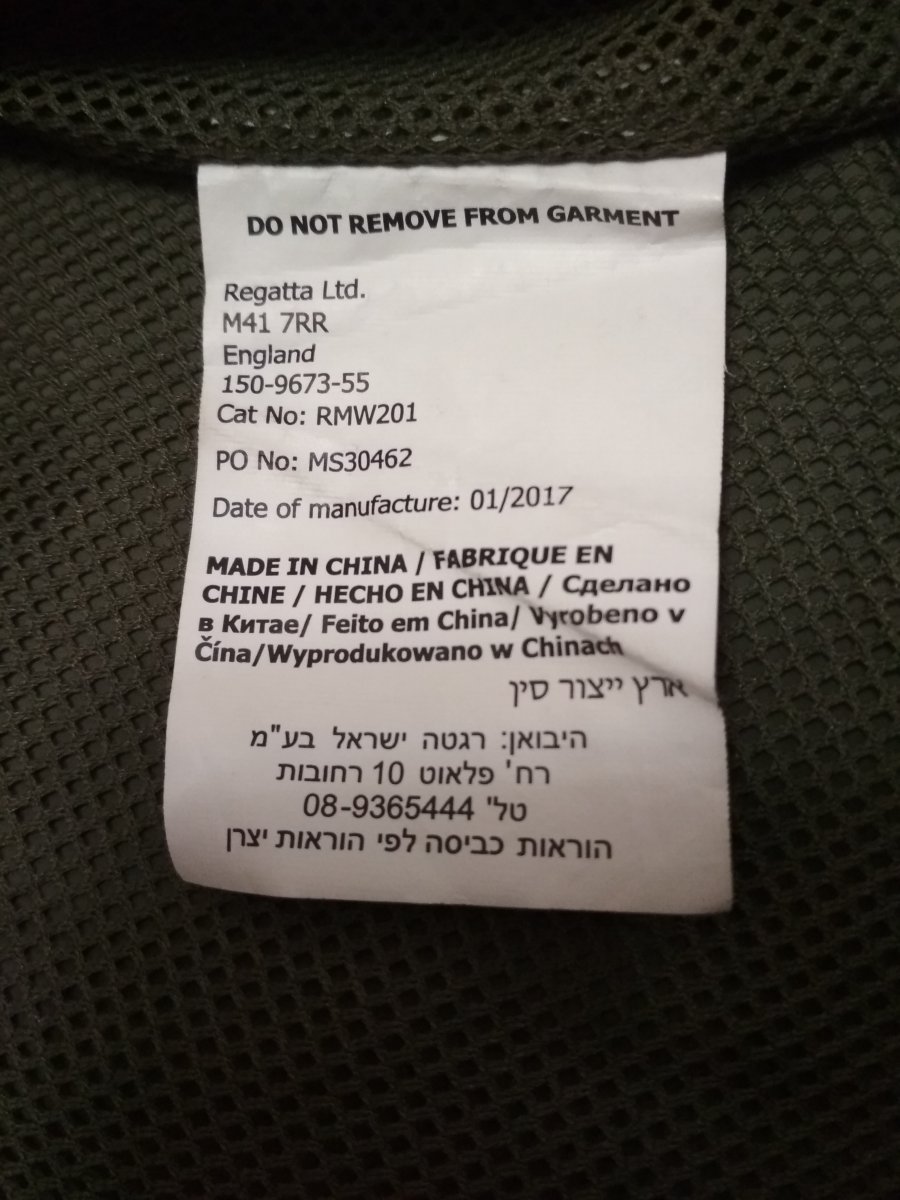 DO NOT REMOVE FROM GARMENT
Regatta Ltd.
M41 7RR
England
150-9673-55
Cat No: RMW201
PO No: MS30462
Date of manufacture: 01/2017
MADE IN CHINA / FABRIQUE EN
CHINE / HECHO EN CHINA / Сделано
в Китае/ Feito em China/ Vyrobeno v
Čína/Wyprodukowano w Chinach
ארץ ייצור סין
היבואן: רגטה ישראל בע"מ
רח' פלאוט 10 רחובות
טל' 08-9365444
הוראות כביסה לפי הוראות יצרן